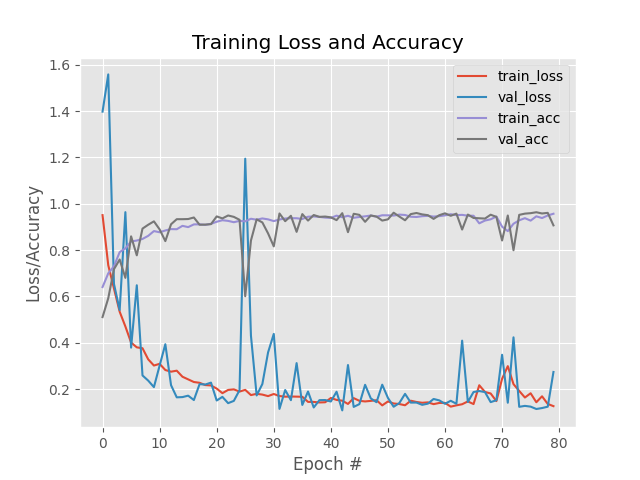 Training Loss and Accuracy
1.6
1.4
1.2
1.0
0.8
0.6
0.4
0.2
Loss/Accuracy
train_loss
val_loss
train_acc
val_acc
0 10 20 30 40 50 60 70 80
Epoch #